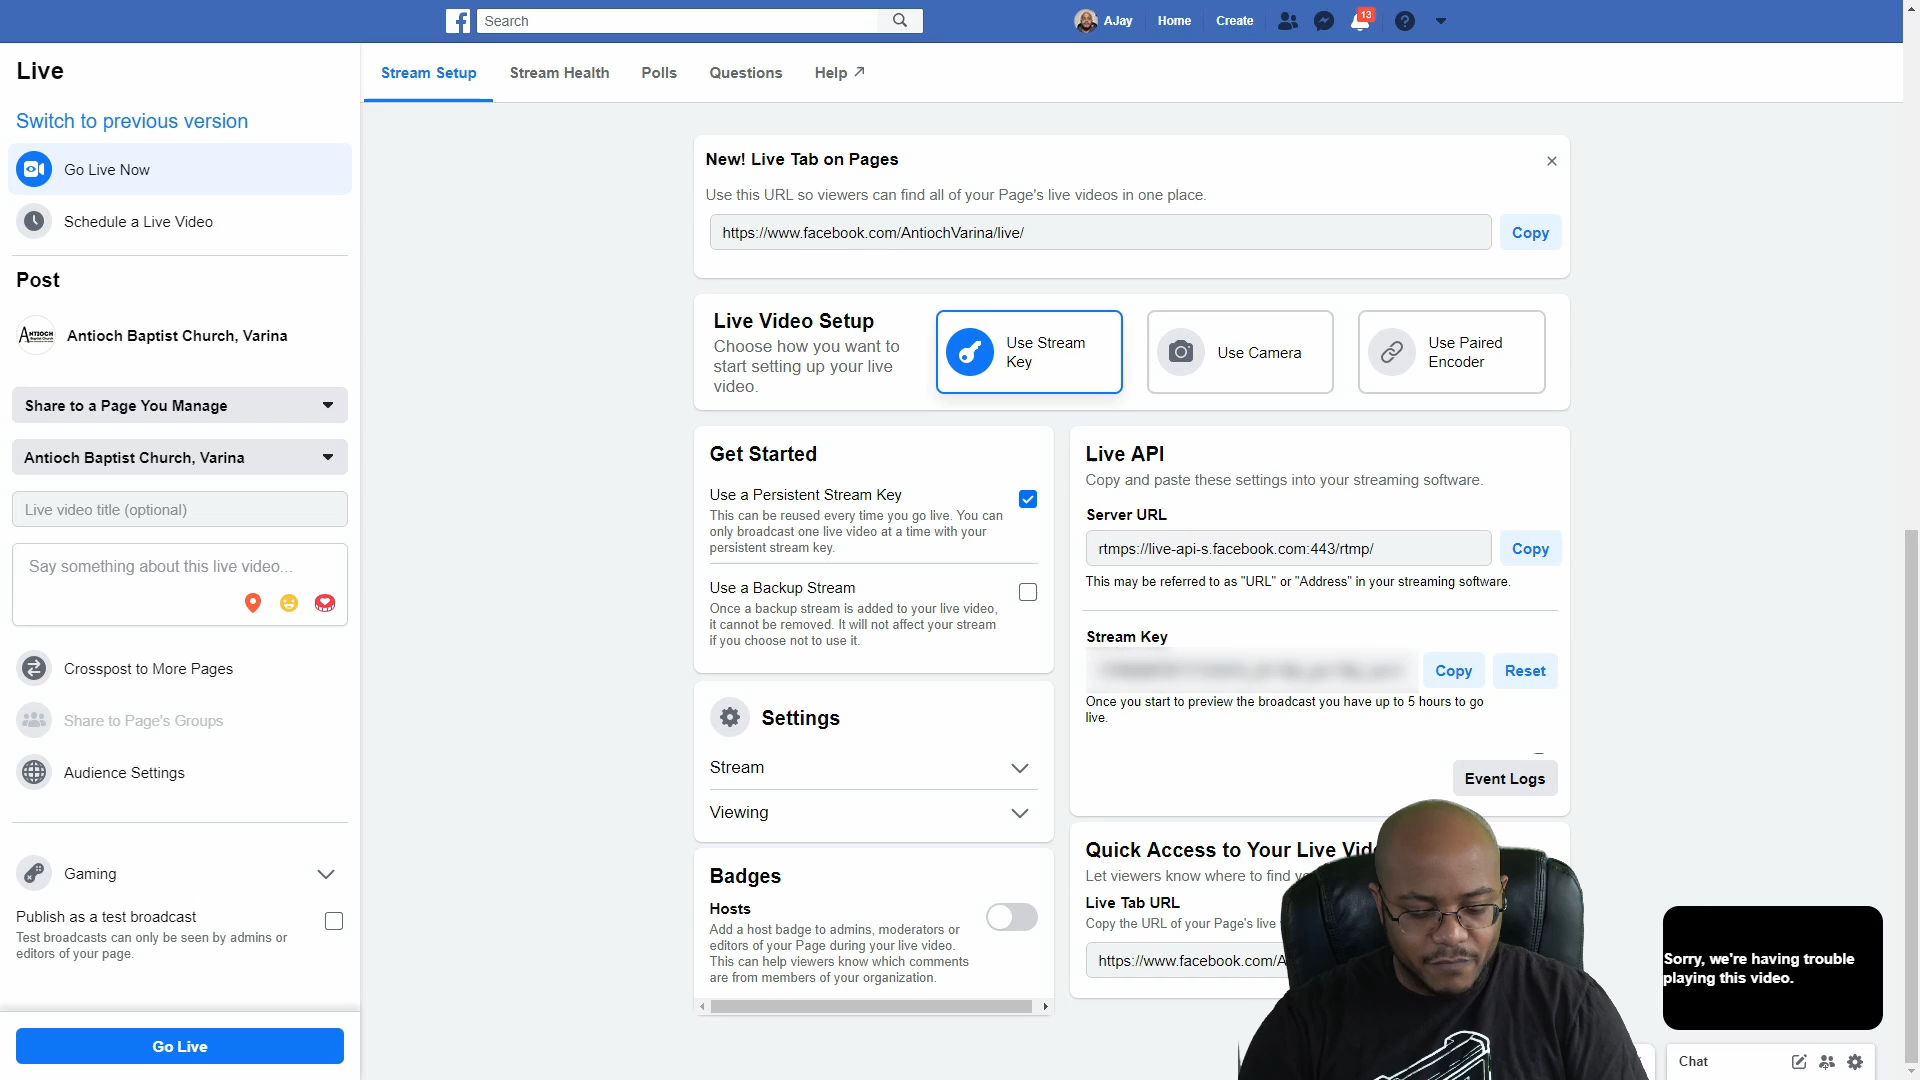 Search
AJay
Home
Create
13
Live
Switch to previous version
Go Live Now
Schedule a Live Video
Post
ANTIOCH
Antioch Baptist Church, Varina
Share to a Page You Manage
Antioch Baptist Church, Varina
Live video title (optional)
Say something about this live video...
Crosspost to More Pages
Share to Page's Groups
Audience Settings
Gaming
Publish as a test broadcast
Test broadcasts can only be seen by admins or
editors of your page.
Go Live
Stream Setup
Stream Health
Polls
Questions
Help
New! Live Tab on Pages
Use this URL so viewers can find all of your Page's live videos in one place.
https://www.facebook.com/AntiochVarina/live/
Copy
Live Video Setup
Choose how you want to
start setting up your live
video.
Use Stream
Key
Use Camera
Use Paired
Encoder
Get Started
Use a Persistent Stream Key
This can be reused every time you go live. You can
only broadcast one live video at a time with your
persistent stream key.
Use a Backup Stream
Once a backup stream is added to your live video,
it cannot be removed. It will not affect your stream
if you choose not to use it.
Settings
Stream
Viewing
Badges
Hosts
Add a host badge to admins, moderators or
editors of your Page during your live video.
This can help viewers know which comments
are from members of your organization.
Live API
Copy and paste these settings into your streaming software.
Server URL
rtmps://live-api-s.facebook.com:443/rtmp/
Copy
This may be referred to as "URL" or "Address" in your streaming software.
Stream Key
Copy
Reset
Once you start to preview the broadcast you have up to 5 hours to go
live.
Event Logs
Quick Access to Your Live
Let viewers know where to find
Live Tab URL
Copy the URL of your Page's live
https://www.facebook.com/A
Sorry, we're having trouble
playing this video.
Chat